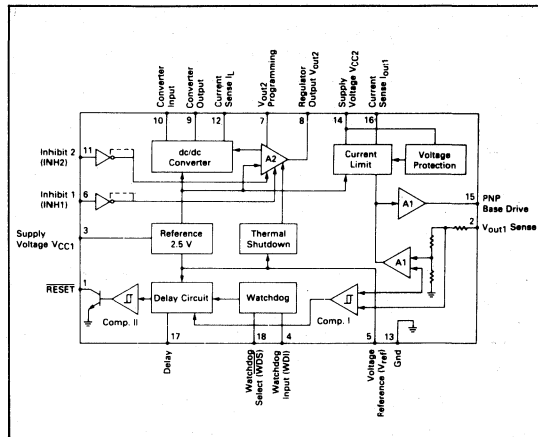 Converter
Input
Converter
Output
Current
Sense IL
Vout2
Programming
Regulator
Output Vout2
Supply
Voltage VCC2
Current
Sense Iout1
10
9
12
7
8
14
16
Inhibit 2
(INH2)
11
dc/dc
Converter
A2
Current
Limit
Voltage
Protection
Inhibit 1
(INH1)
6
A1
15
PNP
Base Drive
Supply
Voltage VCC1
3
Reference
2.5 V
Thermal
Shutdown
A1
2
Vout1 Sense
RESET
1
Comp. II
Delay Circuit
Watchdog
Comp. I
17
18
4
5
13
Delay
Watchdog
Select (WDS)
Watchdog
Input (WDI)
Voltage
Reference (Vref)
Gnd